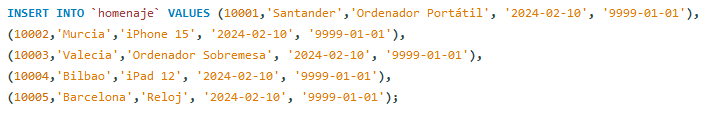 INSERT INTO `homenaje` VALUES (10001,'Santander','Ordenador Portátil', '2024-02-10', '9999-01-01'),
(10002,'Murcia','iPhone 15', '2024-02-10', '9999-01-01'),
(10003,'Valecia','Ordenador Sobremesa', '2024-02-10', '9999-01-01'),
(10004,'Bilbao','iPad 12', '2024-02-10', '9999-01-01'),
(10005,'Barcelona','Reloj', '2024-02-10', '9999-01-01');